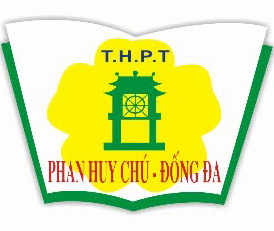 T.H.P.T
PHAN HUY CHÚ - ĐỐNG ĐA